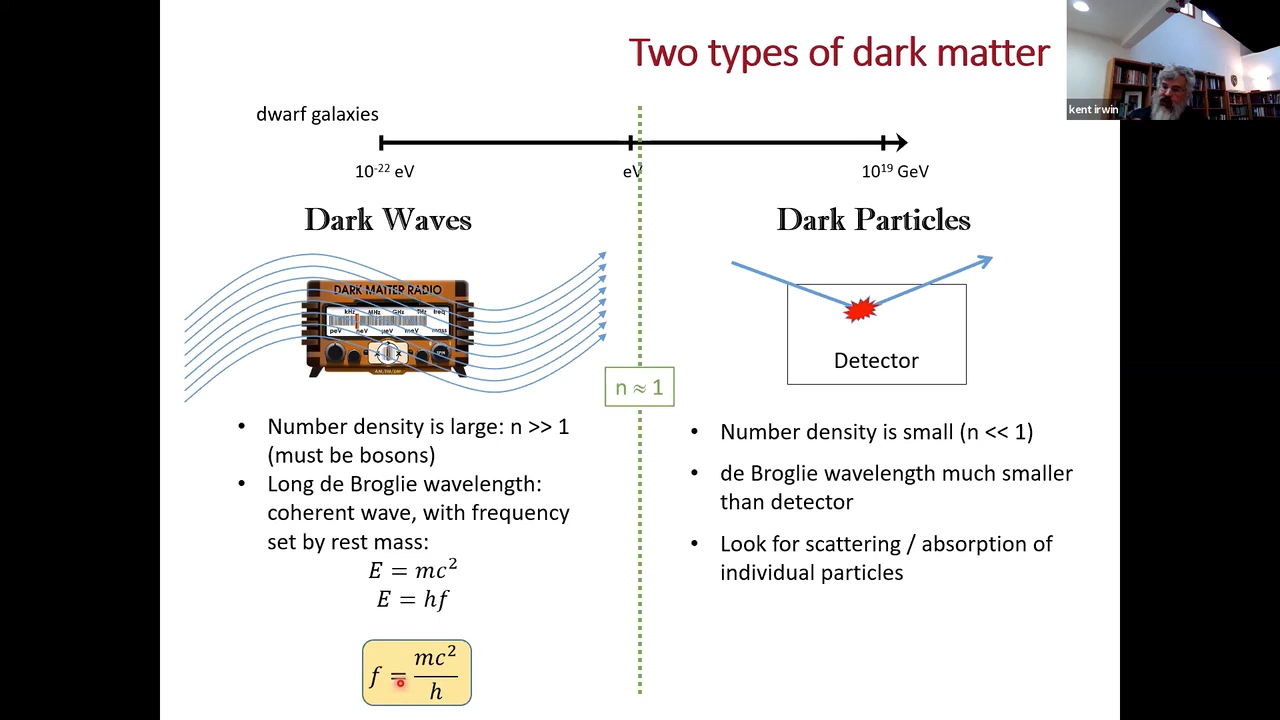 Two types of dark matter
kent irwin
dwarf galaxies
10⁻²² eV
eV
10¹⁹ GeV
Dark Waves
Dark Particles
DARK MATTER RADIO
kHz MHz GHz THz freq
peV neV μeV meV mass
AM/FM/DM
Detector
n ≈ 1
• Number density is large: n >> 1
(must be bosons)
• Long de Broglie wavelength:
coherent wave, with frequency
set by rest mass:
E = mc²
E = hf
f = mc²/h
• Number density is small (n << 1)
• de Broglie wavelength much smaller
than detector
• Look for scattering / absorption of
individual particles